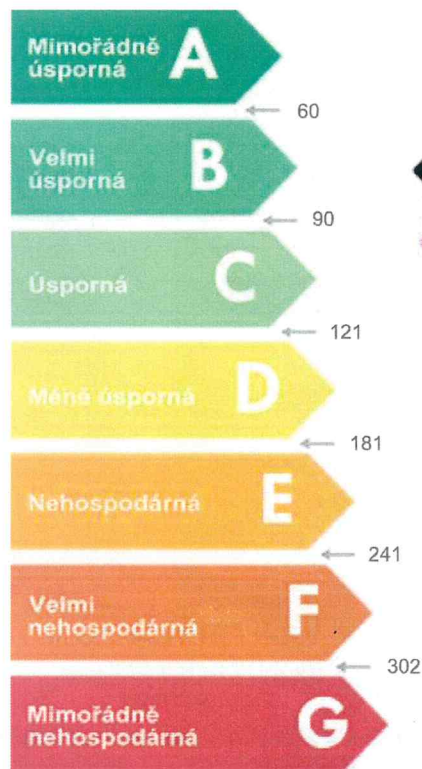 Mimořádně
úsporná A
60
Velmi
úsporná B
90
Úsporná C
121
Méně úsporná D
181
Nehospodárná E
241
Velmi
nehospodárná F
302
Mimořádně
nehospodárná G